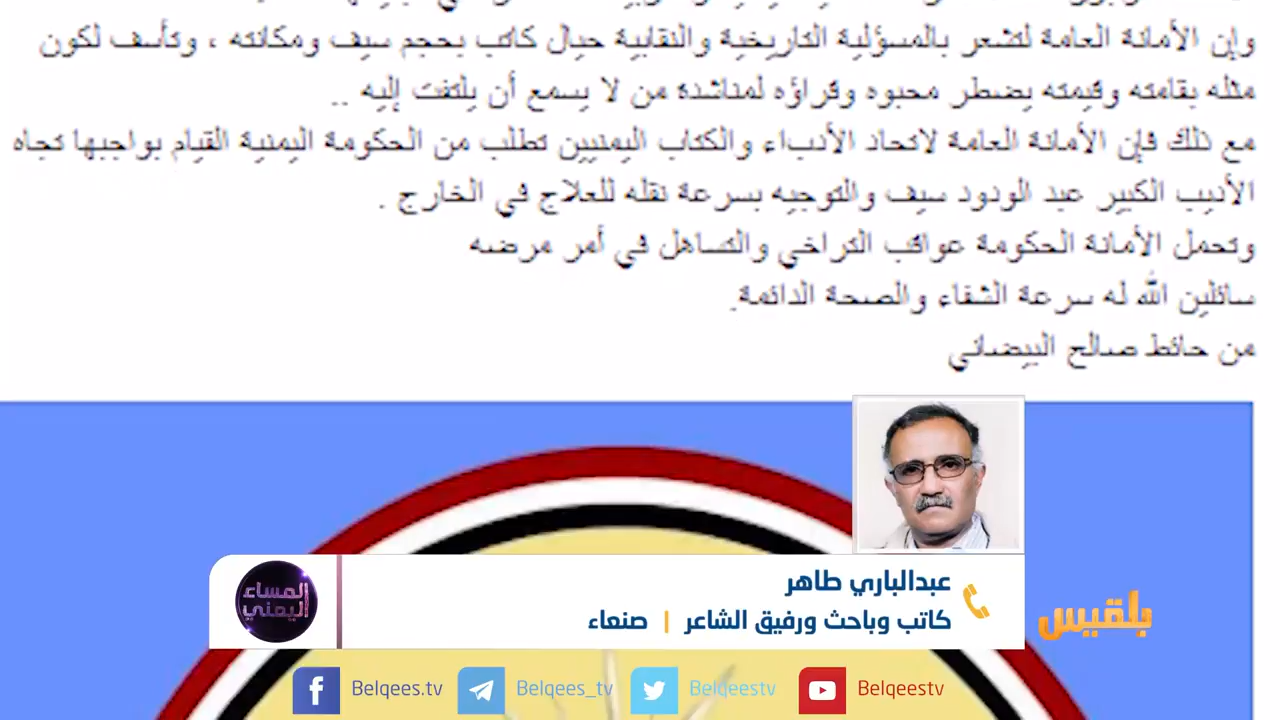 وإن الأمانة العامة لتشعر بالمسؤلية التاريخية والنقابية حيال كاتب بحجم سيف ومكانته ، وتأسف لكون
مثله بقامته وقيمته يضطر محبوه وقراؤه لمناشدة من لا يسمع أن يلتفت إليه ..
مع ذلك فإن الأمانة العامة لاتحاد الأدباء والكتاب اليمنيين تطلب من الحكومة اليمنية القيام بواجبها تجاه
الأديب الكبير عبد الودود سيف والتوجيه بسرعة نقله للعلاج في الخارج .
وتحمل الأمانة الحكومة عواقب التراخي والتساهل في أمر مرضه
سائلين الله له سرعة الشفاء والصحة الدائمة.
من حائط صالح البيضاني
عبدالباري طاهر
كاتب وباحث ورفيق الشاعر | صنعاء
المساء
اليمني
بلقيس
Belqees.tv
Belqees_tv
Belqeestv
Belqeestv